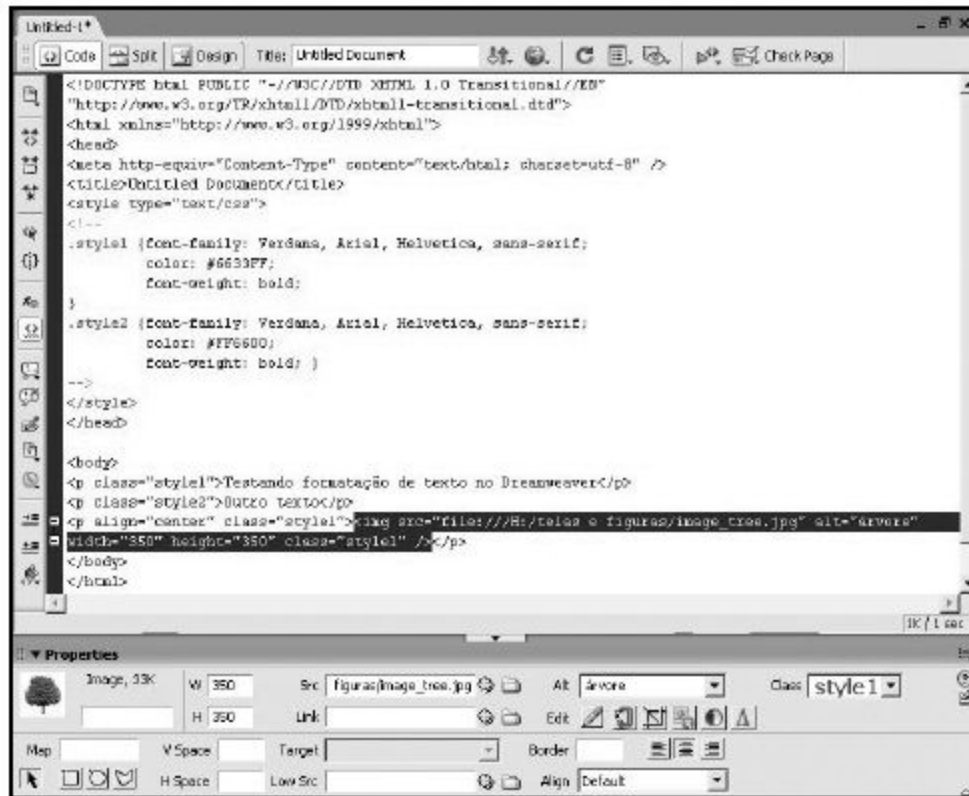 Untitled-1*
Code Split Design Title: Untitled Document Check Page
<!DOCTYPE html PUBLIC "-//W3C//DTD XHTML 1.0 Transitional//EN"
"http://www.w3.org/TR/xhtml1/DTD/xhtml1-transitional.dtd">
<html xmlns="http://www.w3.org/1999/xhtml">
<head>
<meta http-equiv="Content-Type" content="text/html; charset=utf-8" />
<title>Untitled Document</title>
<style type="text/css">
<!--
.style1 {font-family: Verdana, Arial, Helvetica, sans-serif;
color: #6633FF;
font-weight: bold;
}
.style2 {font-family: Verdana, Arial, Helvetica, sans-serif;
color: #FF6600;
font-weight: bold; }
-->
</style>
</head>
<body>
<p class="style1">Testando formatação de texto no Dreamweaver</p>
<p class="style2">Outro texto</p>
<p align="center" class="style1"><img src="file:///H:/telas e figuras/image_tree.jpg" alt="árvore"
width="350" height="350" class="style1" /></p>
</body>
</html>
1K / 1 sec
Properties
Image, 33K W 350 Src figuras/image_tree.jpg Alt árvore Class style1
H 350 Link Edit
Map V Space Target Border
H Space Low Src Align Default